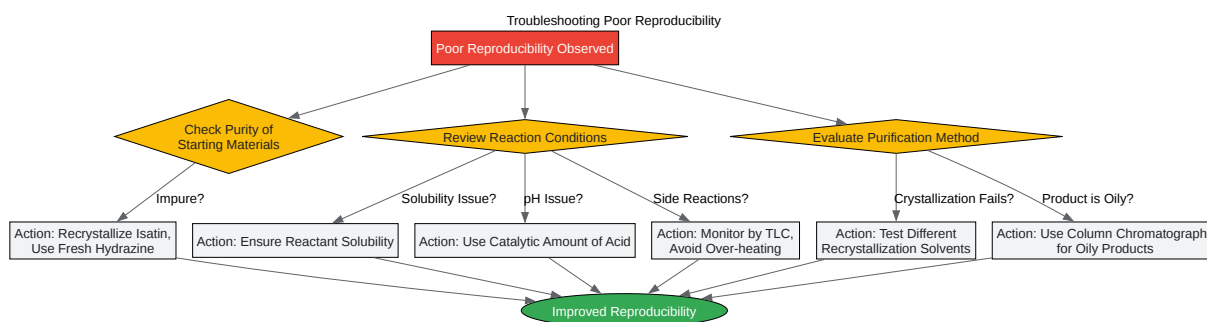 Troubleshooting Poor Reproducibility
Poor Reproducibility Observed
Check Purity of
Starting Materials
Review Reaction Conditions
Evaluate Purification Method
Impure?
Solubility Issue?
pH Issue?
Side Reactions?
Crystallization Fails?
Product is Oily?
Action: Recrystallize Isatin,
Use Fresh Hydrazine
Action: Ensure Reactant Solubility
Action: Use Catalytic Amount of Acid
Action: Monitor by TLC,
Avoid Over-heating
Action: Test Different
Recrystallization Solvents
Action: Use Column Chromatograph
for Oily Products
Improved Reproducibility